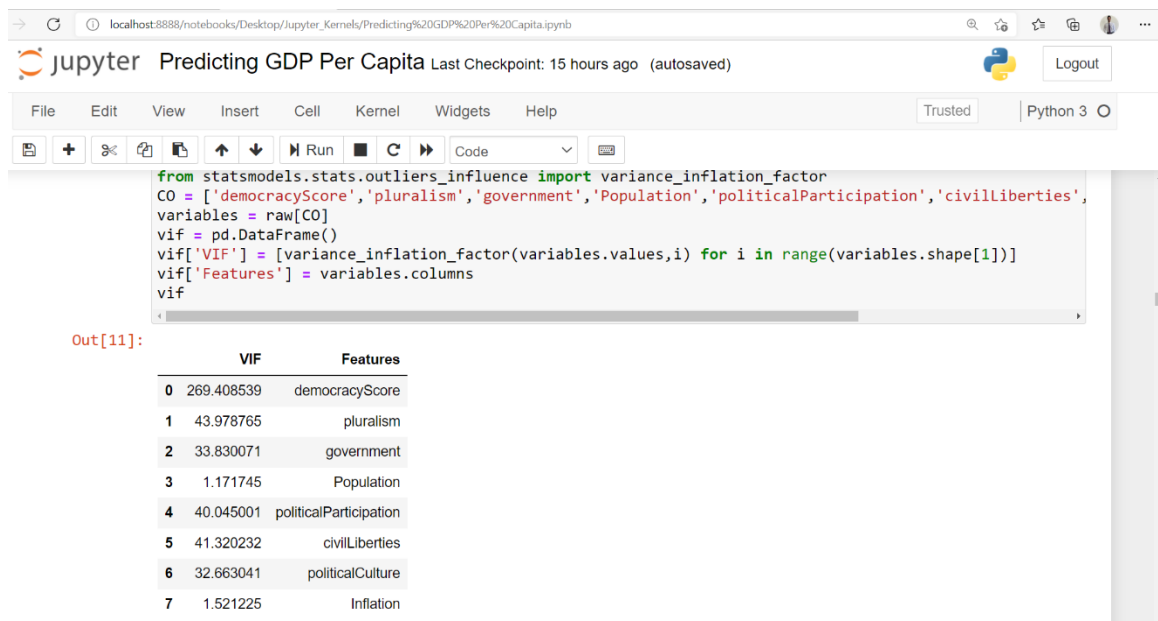 localhost:8888/notebooks/Desktop/Jupyter_Kernels/Predicting%20GDP%20Per%20Capita.ipynb
jupyter Predicting GDP Per Capita Last Checkpoint: 15 hours ago (autosaved) Logout
File Edit View Insert Cell Kernel Widgets Help Trusted Python 3
Run Code
from statsmodels.stats.outliers_influence import variance_inflation_factor
CO = ['democracyScore','pluralism','government','Population','politicalParticipation','civilLiberties',
variables = raw[CO]
vif = pd.DataFrame()
vif['VIF'] = [variance_inflation_factor(variables.values,i) for i in range(variables.shape[1])]
vif['Features'] = variables.columns
vif
Out[11]:
VIF Features
0 269.408539 democracyScore
1 43.978765 pluralism
2 33.830071 government
3 1.171745 Population
4 40.045001 politicalParticipation
5 41.320232 civilLiberties
6 32.663041 politicalCulture
7 1.521225 Inflation